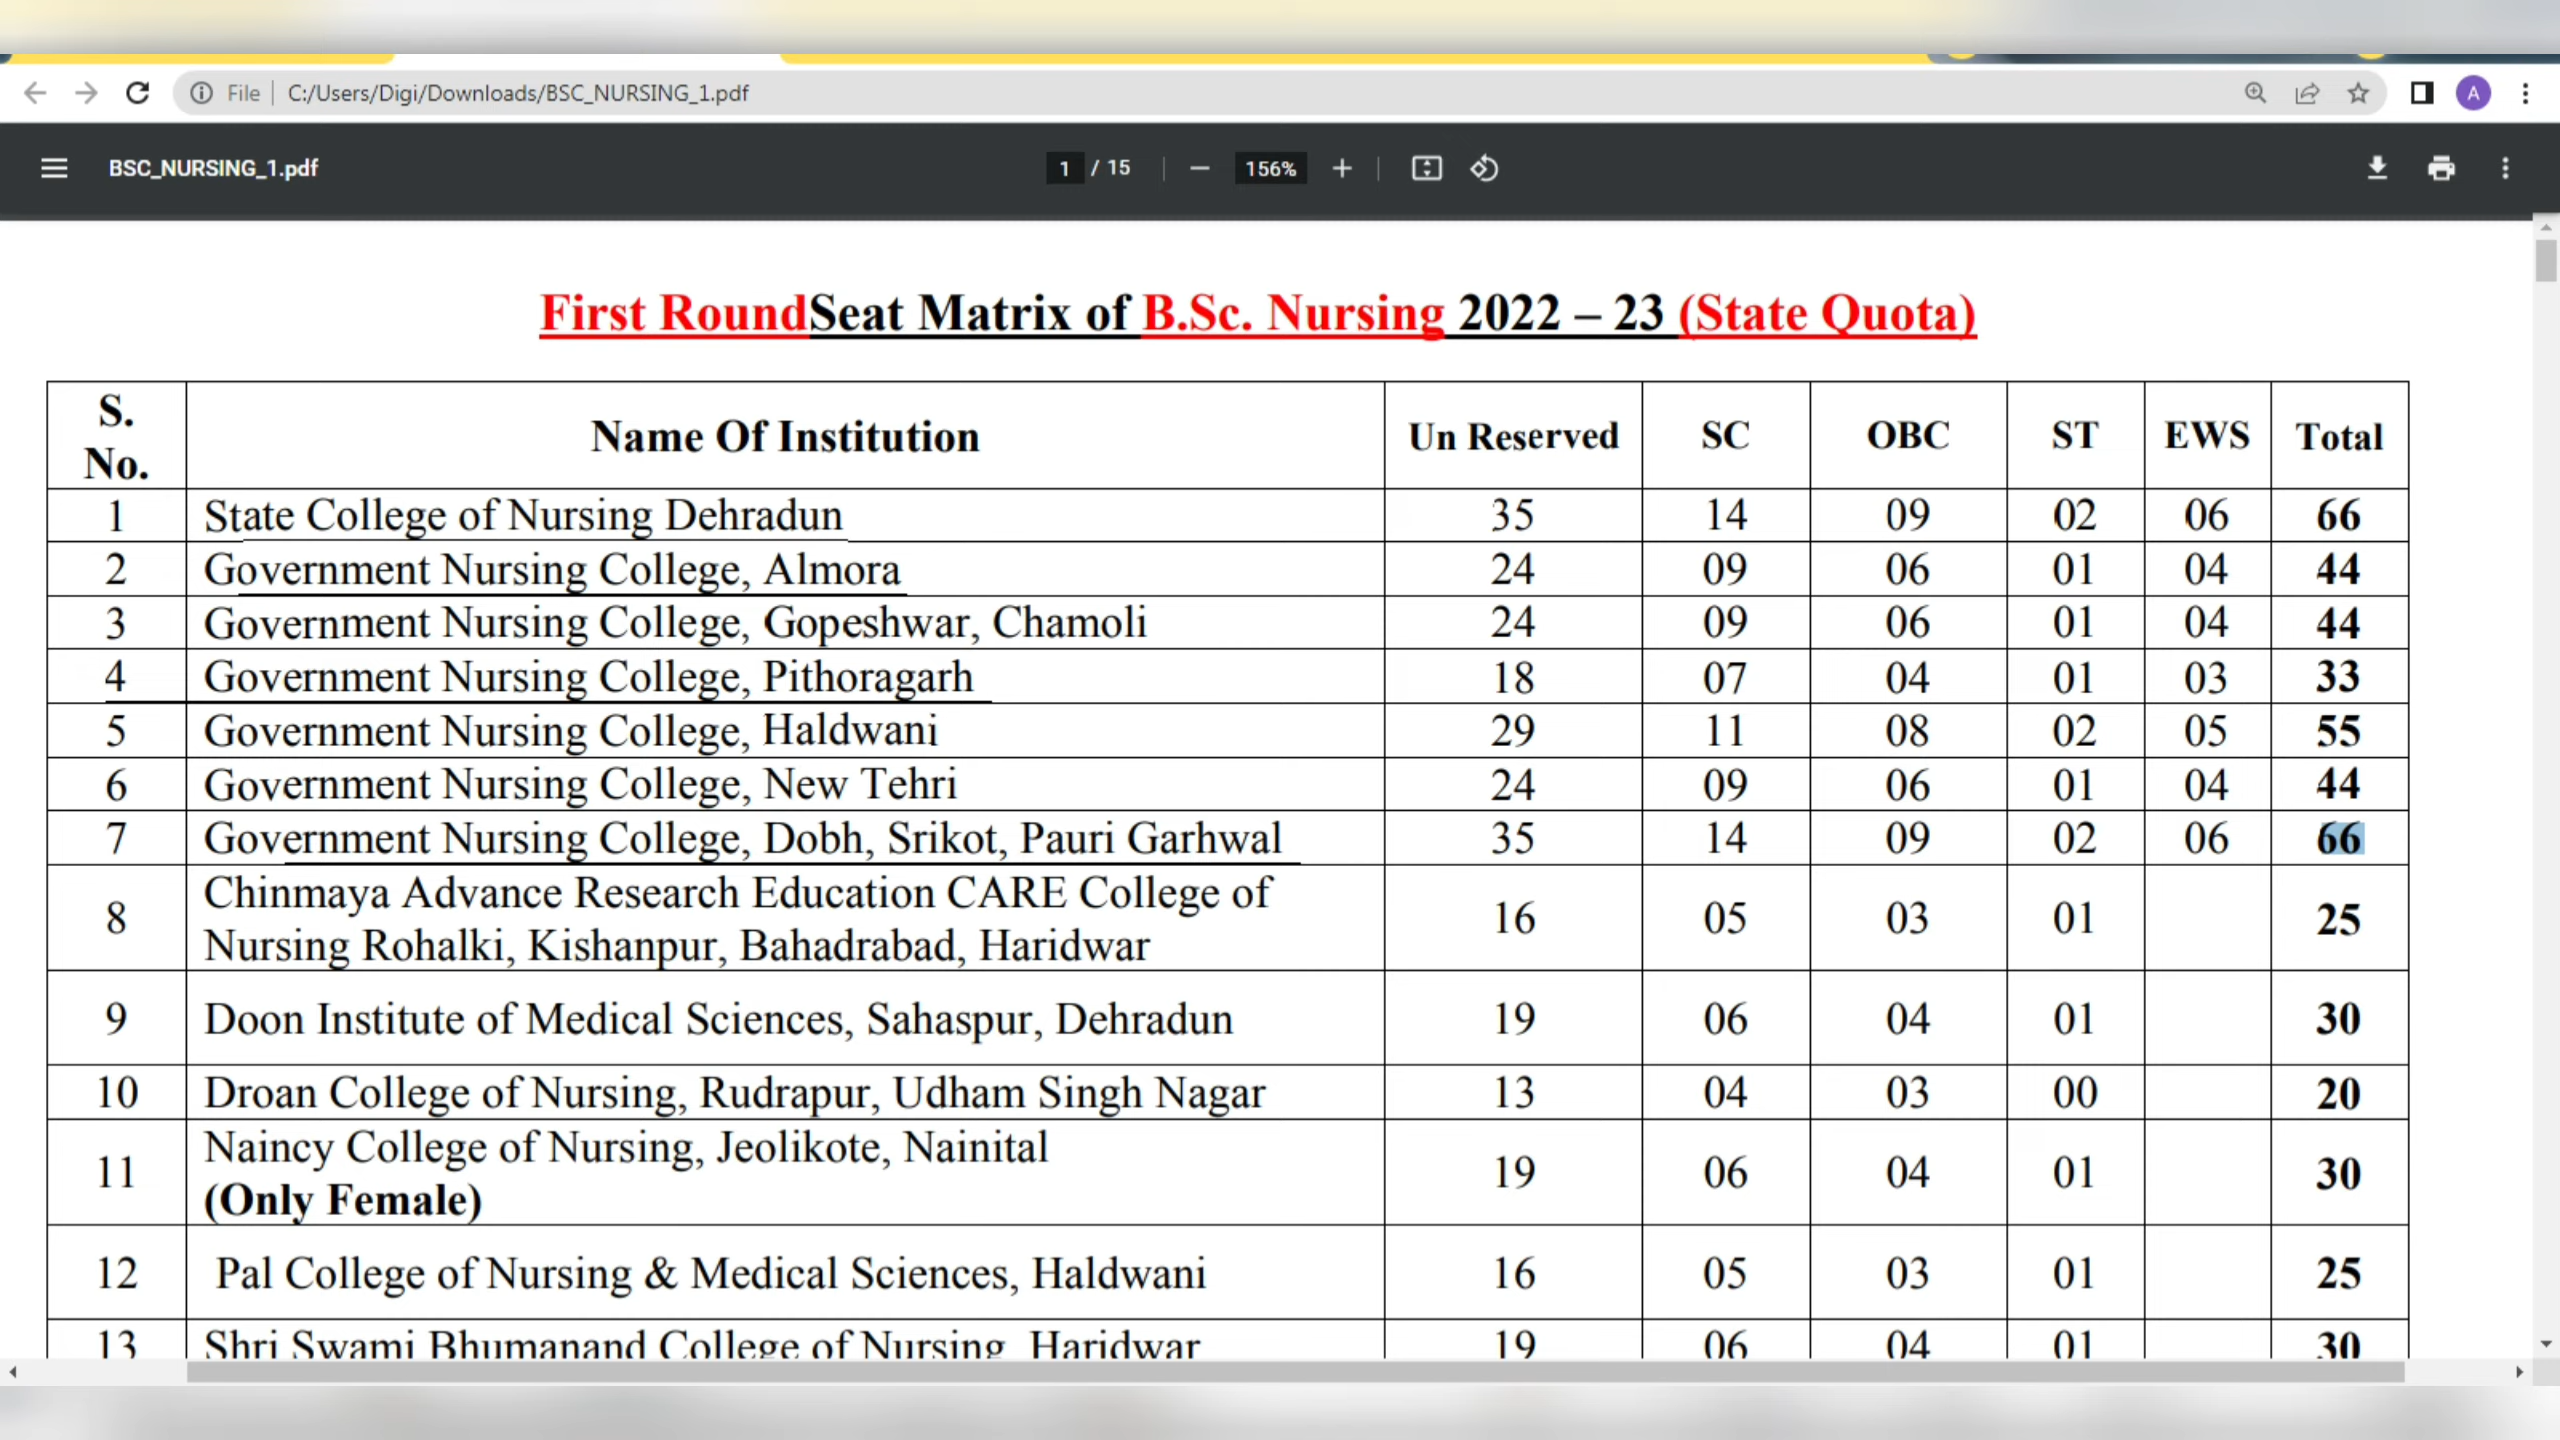 File C:/Users/Digi/Downloads/BSC_NURSING_1.pdf
A
BSC_NURSING_1.pdf 1 / 15 156%
First RoundSeat Matrix of B.Sc. Nursing 2022 – 23 (State Quota)
S. No. Name Of Institution Un Reserved SC OBC ST EWS Total
1 State College of Nursing Dehradun 35 14 09 02 06 66
2 Government Nursing College, Almora 24 09 06 01 04 44
3 Government Nursing College, Gopeshwar, Chamoli 24 09 06 01 04 44
4 Government Nursing College, Pithoragarh 18 07 04 01 03 33
5 Government Nursing College, Haldwani 29 11 08 02 05 55
6 Government Nursing College, New Tehri 24 09 06 01 04 44
7 Government Nursing College, Dobh, Srikot, Pauri Garhwal 35 14 09 02 06 66
8 Chinmaya Advance Research Education CARE College of
Nursing Rohalki, Kishanpur, Bahadrabad, Haridwar 16 05 03 01 25
9 Doon Institute of Medical Sciences, Sahaspur, Dehradun 19 06 04 01 30
10 Droan College of Nursing, Rudrapur, Udham Singh Nagar 13 04 03 00 20
11 Naincy College of Nursing, Jeolikote, Nainital
(Only Female) 19 06 04 01 30
12 Pal College of Nursing & Medical Sciences, Haldwani 16 05 03 01 25
13 Shri Swami Bhumanand College of Nursing Haridwar 19 06 04 01 30